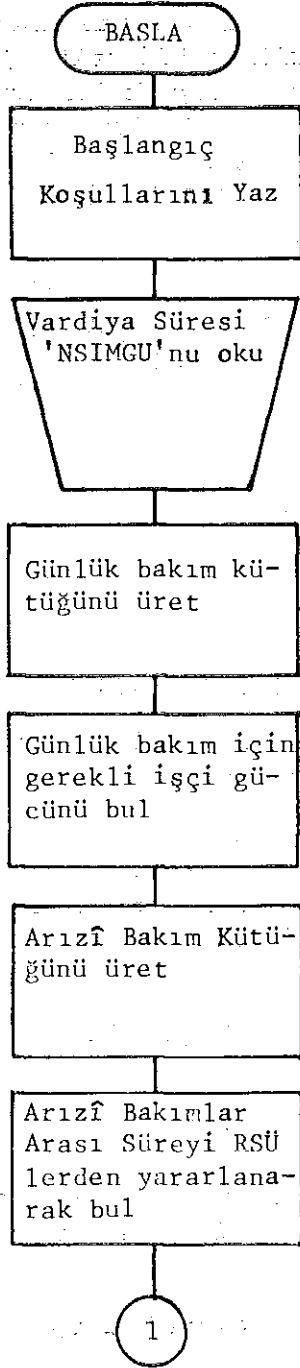 BASLA
Başlangıç
Koşullarını Yaz
Vardiya Süresi
'NSIMGU'nu oku
Günlük bakım kü-
tüğünü üret
Günlük bakım için
gerekli işçi gü-
cünü bul
Arızî Bakım Kütü-
ğünü üret
Arızî Bakımlar
Arası Süreyi RSÜ
lerden yararlana-
rak bul
1